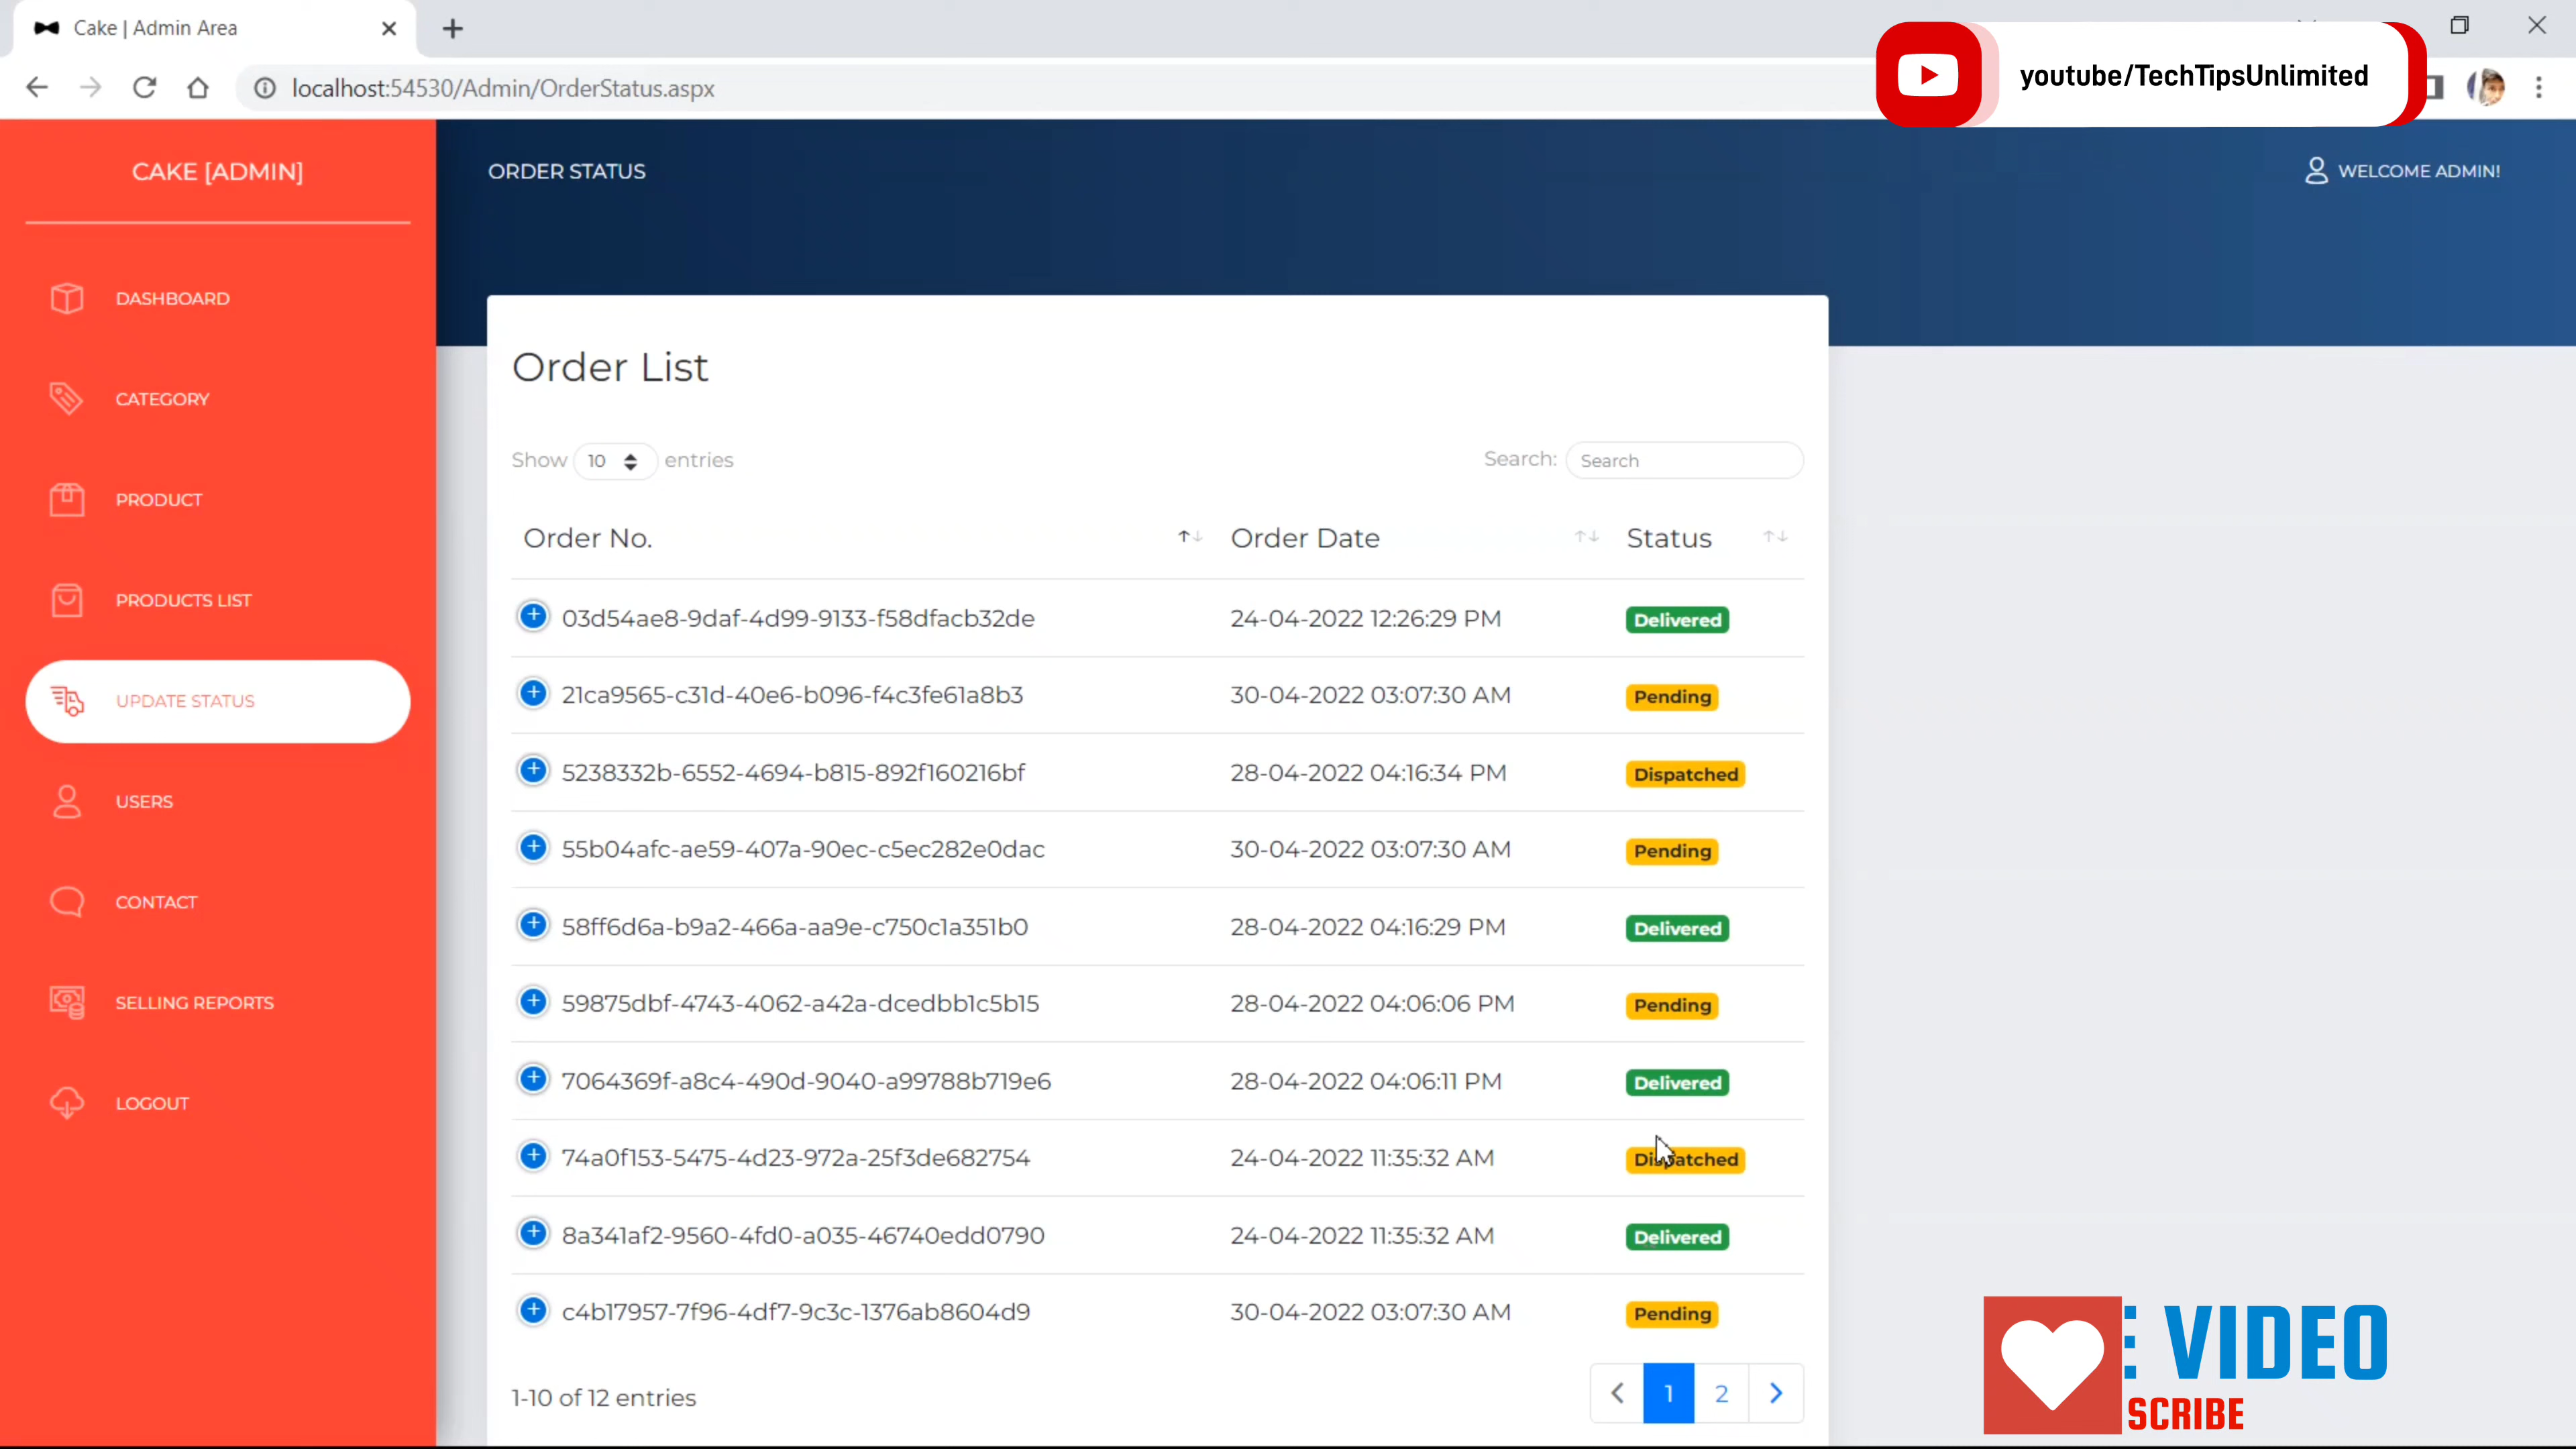 Cake | Admin Area
localhost:54530/Admin/OrderStatus.aspx
youtube/TechTipsUnlimited
CAKE [ADMIN]
ORDER STATUS
WELCOME ADMIN!
DASHBOARD
CATEGORY
PRODUCT
PRODUCTS LIST
UPDATE STATUS
USERS
CONTACT
SELLING REPORTS
LOGOUT
Order List
Show 10 entries
Search: Search
Order No. Order Date Status
03d54ae8-9daf-4d99-9133-f58dfacb32de 24-04-2022 12:26:29 PM Delivered
21ca9565-c31d-40e6-b096-f4c3fe61a8b3 30-04-2022 03:07:30 AM Pending
5238332b-6552-4694-b815-892f160216bf 28-04-2022 04:16:34 PM Dispatched
55b04afc-ae59-407a-90ec-c5ec282e0dac 30-04-2022 03:07:30 AM Pending
58ff6d6a-b9a2-466a-aa9e-c750c1a351b0 28-04-2022 04:16:29 PM Delivered
59875dbf-4743-4062-a42a-dcedbb1c5b15 28-04-2022 04:06:06 PM Pending
7064369f-a8c4-490d-9040-a99788b719e6 28-04-2022 04:06:11 PM Delivered
74a0f153-5475-4d23-972a-25f3de682754 24-04-2022 11:35:32 AM Dispatched
8a341af2-9560-4fd0-a035-46740edd0790 24-04-2022 11:35:32 AM Delivered
c4b17957-7f96-4df7-9c3c-1376ab8604d9 30-04-2022 03:07:30 AM Pending
1-10 of 12 entries
1 2
E VIDEO
SCRIBE